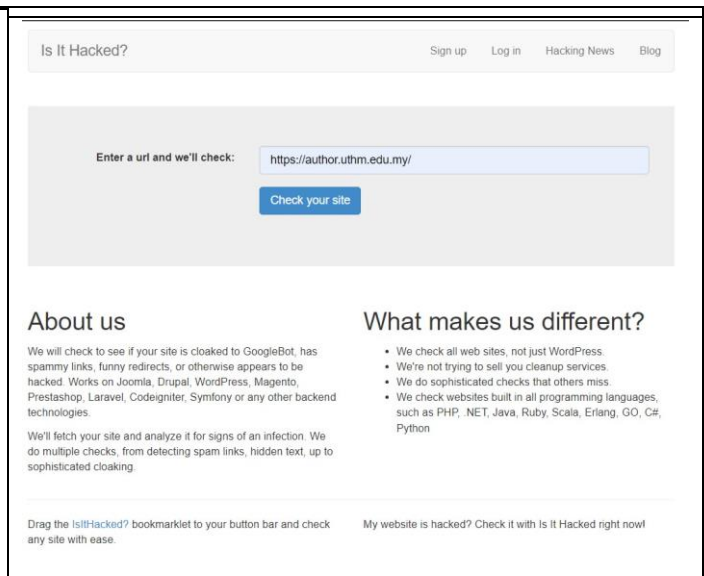 Is It Hacked?
Sign up
Log in
Hacking News
Blog
Enter a url and we'll check:
https://author.uthm.edu.my/
Check your site
About us
We will check to see if your site is cloaked to GoogleBot, has
spammy links, funny redirects, or otherwise appears to be
hacked. Works on Joomla, Drupal, WordPress, Magento,
Prestashop, Laravel, Codeigniter, Symfony or any other backend
technologies.
We'll fetch your site and analyze it for signs of an infection. We
do multiple checks, from detecting spam links, hidden text, up to
sophisticated cloaking.
What makes us different?
• We check all web sites, not just WordPress.
• We're not trying to sell you cleanup services.
• We do sophisticated checks that others miss.
• We check websites built in all programming languages,
such as PHP, .NET, Java, Ruby, Scala, Erlang, GO, C#,
Python
Drag the IsItHacked? bookmarklet to your button bar and check
any site with ease.
My website is hacked? Check it with Is It Hacked right now!